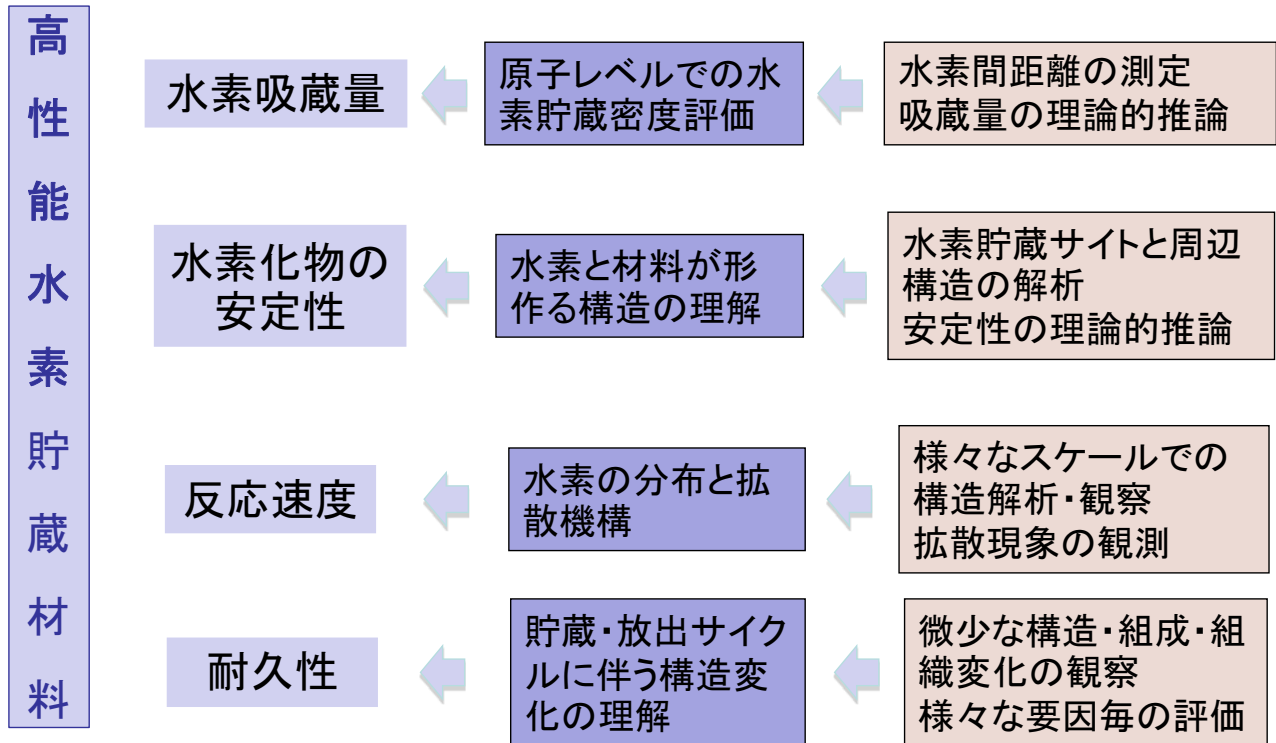 高性能水素貯蔵材料
水素吸蔵量
原子レベルでの水
素貯蔵密度評価
水素間距離の測定
吸蔵量の理論的推論
水素化物の
安定性
水素と材料が形
作る構造の理解
水素貯蔵サイトと周辺
構造の解析
安定性の理論的推論
反応速度
水素の分布と拡
散機構
様々なスケールでの
構造解析・観察
拡散現象の観測
耐久性
貯蔵・放出サイク
ルに伴う構造変
化の理解
微少な構造・組成・組
織変化の観察
様々な要因毎の評価